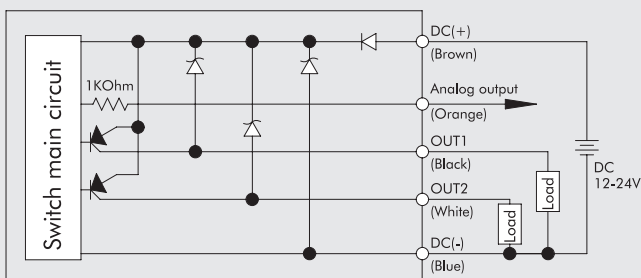 Switch main circuit
1KOhm
DC(+)
(Brown)
Analog output
(Orange)
OUT1
(Black)
OUT2
(White)
DC(-)
(Blue)
Load
Load
DC
12-24V